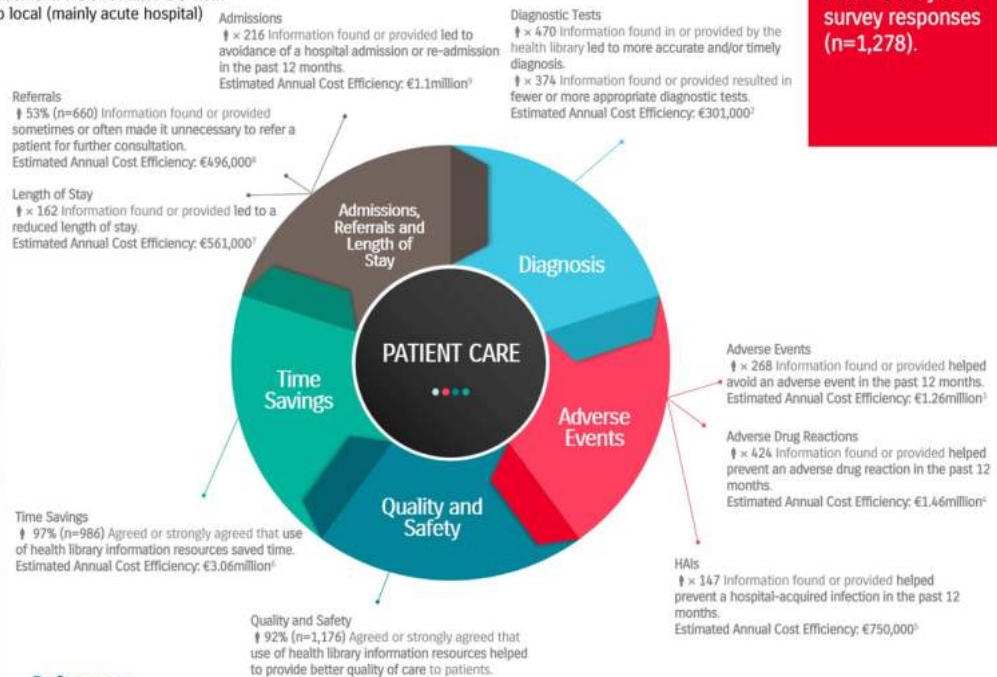 o local (mainly acute hospital)
survey responses
(n=1,278).
Admissions
× 216 Information found or provided led to
avoidance of a hospital admission or re-admission
in the past 12 months.
Estimated Annual Cost Efficiency: €1.1million⁹
Diagnostic Tests
× 470 Information found in or provided by the
health library led to more accurate and/or timely
diagnosis.
× 374 Information found or provided resulted in
fewer or more appropriate diagnostic tests.
Estimated Annual Cost Efficiency: €301,000²
Referrals
53% (n=660) Information found or provided
sometimes or often made it unnecessary to refer a
patient for further consultation.
Estimated Annual Cost Efficiency: €496,000⁸
Length of Stay
× 162 Information found or provided led to a
reduced length of stay.
Estimated Annual Cost Efficiency: €561,000⁷
Admissions,
Referrals and
Length of
Stay
Diagnosis
PATIENT CARE
Time
Savings
Adverse
Events
Quality and
Safety
Adverse Events
× 268 Information found or provided helped
avoid an adverse event in the past 12 months.
Estimated Annual Cost Efficiency: €1.26million³
Adverse Drug Reactions
× 424 Information found or provided helped
prevent an adverse drug reaction in the past 12
months.
Estimated Annual Cost Efficiency: €1.46million⁴
HAIs
× 147 Information found or provided helped
prevent a hospital-acquired infection in the past 12
months.
Estimated Annual Cost Efficiency: €750,000⁵
Time Savings
97% (n=986) Agreed or strongly agreed that use
of health library information resources saved time.
Estimated Annual Cost Efficiency: €3.06million⁶
Quality and Safety
92% (n=1,176) Agreed or strongly agreed that
use of health library information resources helped
to provide better quality of care to patients.